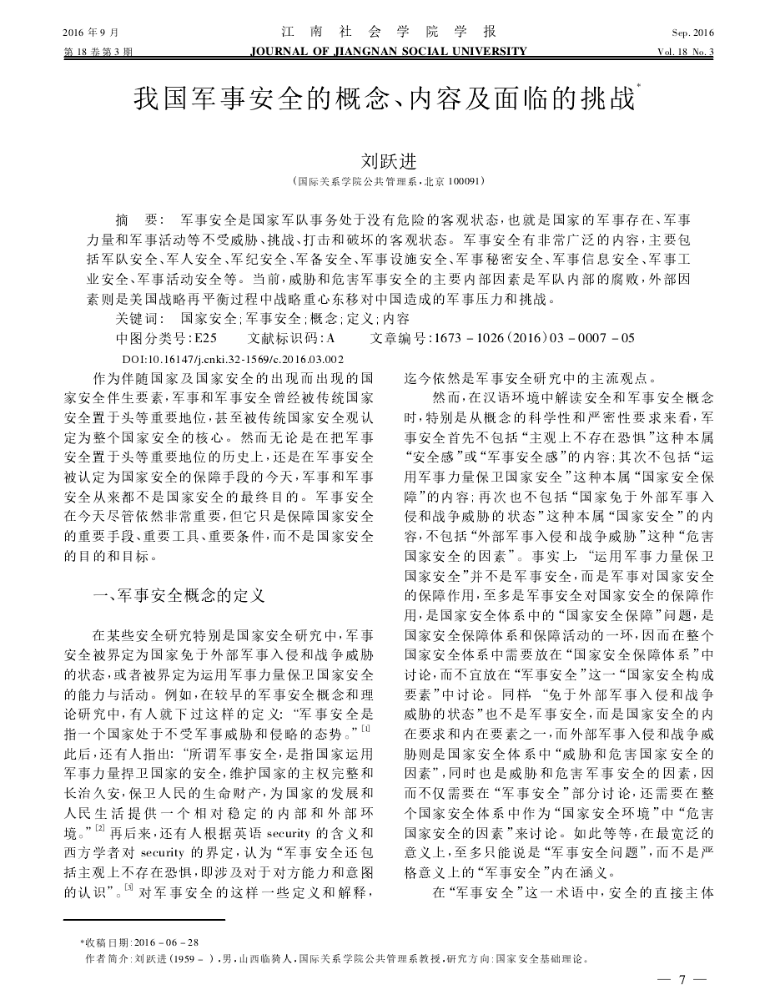 2016 年 9 月
江南社会学院学报
Sep. 2016
第 18 卷第 3 期
JOURNAL OF JIANGNAN SOCIAL UNIVERSITY
Vol. 18 No. 3
我国军事安全的概念、内容及面临的挑战*
刘跃进
(国际关系学院公共管理系,北京 100091)
摘 要: 军事安全是国家军队事务处于没有危险的客观状态,也就是国家的军事存在、军事
力量和军事活动等不受威胁、挑战、打击和破坏的客观状态。军事安全有非常广泛的内容,主要包
括军队安全、军人安全、军纪安全、军备安全、军事设施安全、军事秘密安全、军事信息安全、军事工
业安全、军事活动安全等。当前,威胁和危害军事安全的主要内部因素是军队内部的腐败,外部因
素则是美国战略再平衡过程中战略重心东移对中国造成的军事压力和挑战。
关键词: 国家安全;军事安全;概念;定义;内容
中图分类号:E25 文献标识码:A 文章编号:1673-1026(2016)03-0007-05
DOI:10.16147/j.cnki.32-1569/c.2016.03.002
作为伴随国家及国家安全的出现而出现的国
家安全伴生要素,军事和军事安全曾经被传统国家
安全置于头等重要地位,甚至被传统国家安全观认
定为整个国家安全的核心。然而无论是在把军事
安全置于头等重要地位的历史上,还是在军事安全
被认定为国家安全的保障手段的今天,军事和军事
安全从来都不是国家安全的最终目的。军事安全
在今天尽管依然非常重要,但它只是保障国家安全
的重要手段、重要工具、重要条件,而不是国家安全
的目的和目标。
一、军事安全概念的定义
在某些安全研究特别是国家安全研究中,军事
安全被界定为国家免于外部军事入侵和战争威胁
的状态,或者被界定为运用军事力量保卫国家安全
的能力与活动。例如,在较早的军事安全概念和理
论研究中,有人就下过这样的定义:“军事安全是
指一个国家处于不受军事威胁和侵略的态势。”[1]
此后,还有人指出:“所谓军事安全,是指国家运用
军事力量捍卫国家的安全,维护国家的主权完整和
长治久安,保卫人民的生命财产,为国家的发展和
人民生活提供一个相对稳定的内部和外部环
境。”[2]再后来,还有人根据英语 security 的含义和
西方学者对 security 的界定,认为“军事安全还包
括主观上不存在恐惧,即涉及对于对方能力和意图
的认识”。[3]对军事安全的这样一些定义和解释,
迄今依然是军事安全研究中的主流观点。
然而,在汉语环境中解读安全和军事安全概念
时,特别是从概念的科学性和严密性要求来看,军
事安全首先不包括“主观上不存在恐惧”这种本属
“安全感”或“军事安全感”的内容;其次不包括“运
用军事力量保卫国家安全”这种本属“国家安全保
障”的内容;再次也不包括“国家免于外部军事入
侵和战争威胁的状态”这种本属“国家安全”的内
容,不包括“外部军事入侵和战争威胁”这种“危害
国家安全的因素”。事实上,“运用军事力量保卫
国家安全”并不是军事安全,而是军事对国家安全
的保障作用,至多是军事安全对国家安全的保障作
用,是国家安全体系中的“国家安全保障”问题,是
国家安全保障体系和保障活动的一环,因而在整个
国家安全体系中需要放在“国家安全保障体系”中
讨论,而不宜放在“军事安全”这一“国家安全构成
要素”中讨论。同样,“免于外部军事入侵和战争
威胁的状态”也不是军事安全,而是国家安全的内
在要求和内在要素之一,而外部军事入侵和战争威
胁则是国家安全体系中“威胁和危害国家安全的
因素”,同时也是威胁和危害军事安全的因素,因
而不仅需要在“军事安全”部分讨论,还需要在整
个国家安全体系中作为“国家安全环境”中“危害
国家安全的因素”来讨论。如此等等,在最宽泛的
意义上,至多只能说是“军事安全问题”,而不是严
格意义上的“军事安全”内在涵义。
在“军事安全”这一术语中,安全的直接主体
*收稿日期:2016-06-28
作者简介:刘跃进(1959- ),男,山西临猗人,国际关系学院公共管理系教授,研究方向:国家安全基础理论。
— 7 —